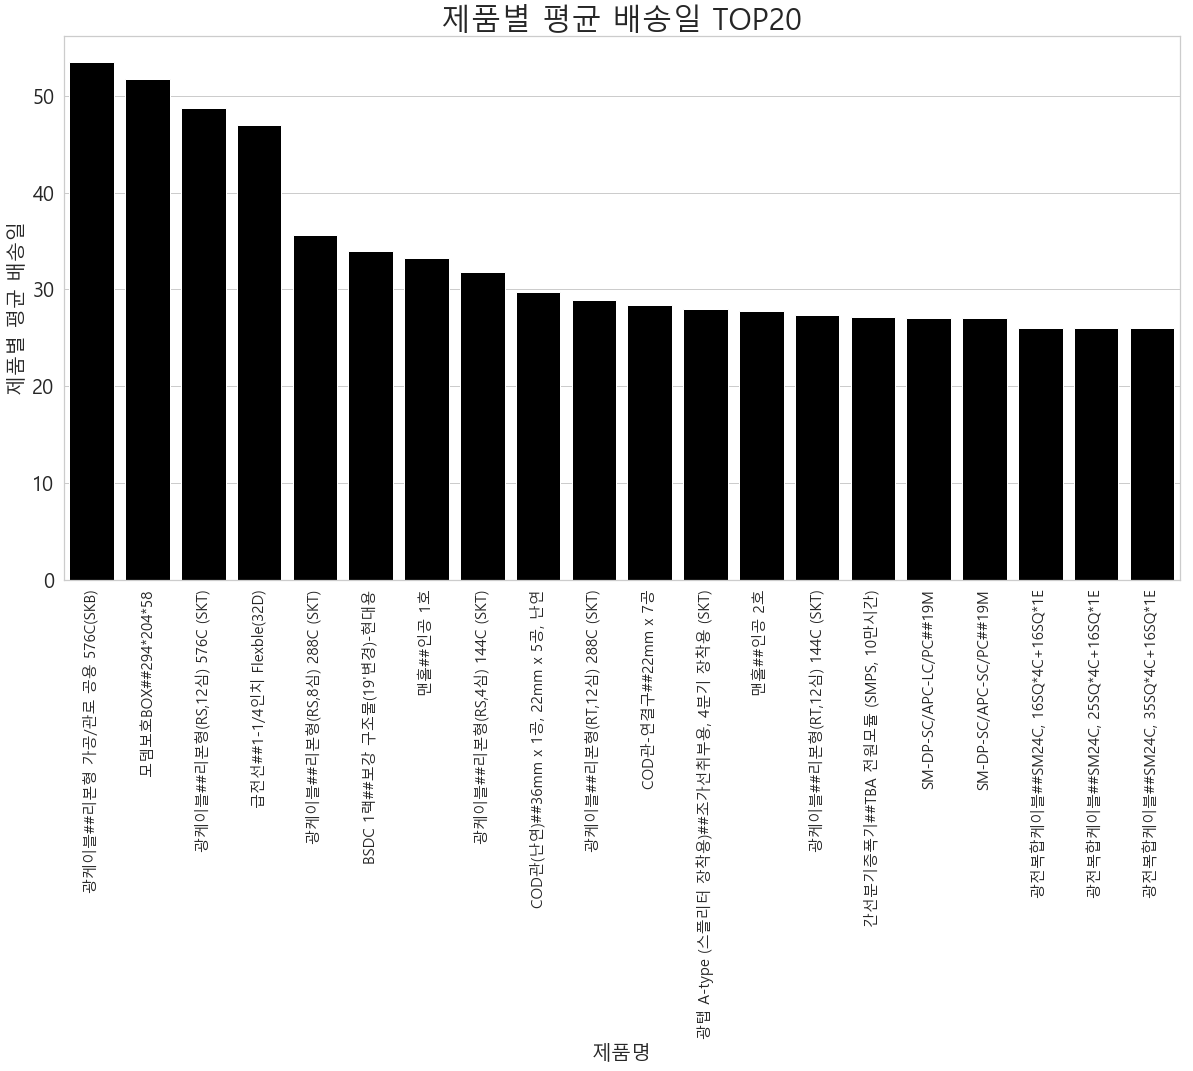 제품별 평균 배송일 TOP20
제품별 평균 배송일
50
40
30
20
10
0
광케이블##리본형 가공/관로 공용 576C(SKB)
모뎀보호BOX##294*204*58
광케이블##리본형(RS,12심) 576C (SKT)
급전선##1-1/4인치 Flexble(32D)
광케이블##리본형(RS,8심) 288C (SKT)
BSDC 1랙##보강 구조물(19'변경)-현대용
맨홀##인공 1호
광케이블##리본형(RS,4심) 144C (SKT)
COD관(난연)##36mm x 1공, 22mm x 5공, 난연
광케이블##리본형(RT,12심) 288C (SKT)
COD관-연결구##22mm x 7공
광탭 A-type (스플리터 장착용)##조가선취부용, 4분기 장착용 (SKT)
맨홀##인공 2호
광케이블##리본형(RT,12심) 144C (SKT)
간선분기증폭기##TBA 전원모듈 (SMPS, 10만시간)
SM-DP-SC/APC-LC/PC##19M
SM-DP-SC/APC-SC/PC##19M
광전복합케이블##SM24C, 16SQ*4C+16SQ*1E
광전복합케이블##SM24C, 25SQ*4C+16SQ*1E
광전복합케이블##SM24C, 35SQ*4C+16SQ*1E
제품명